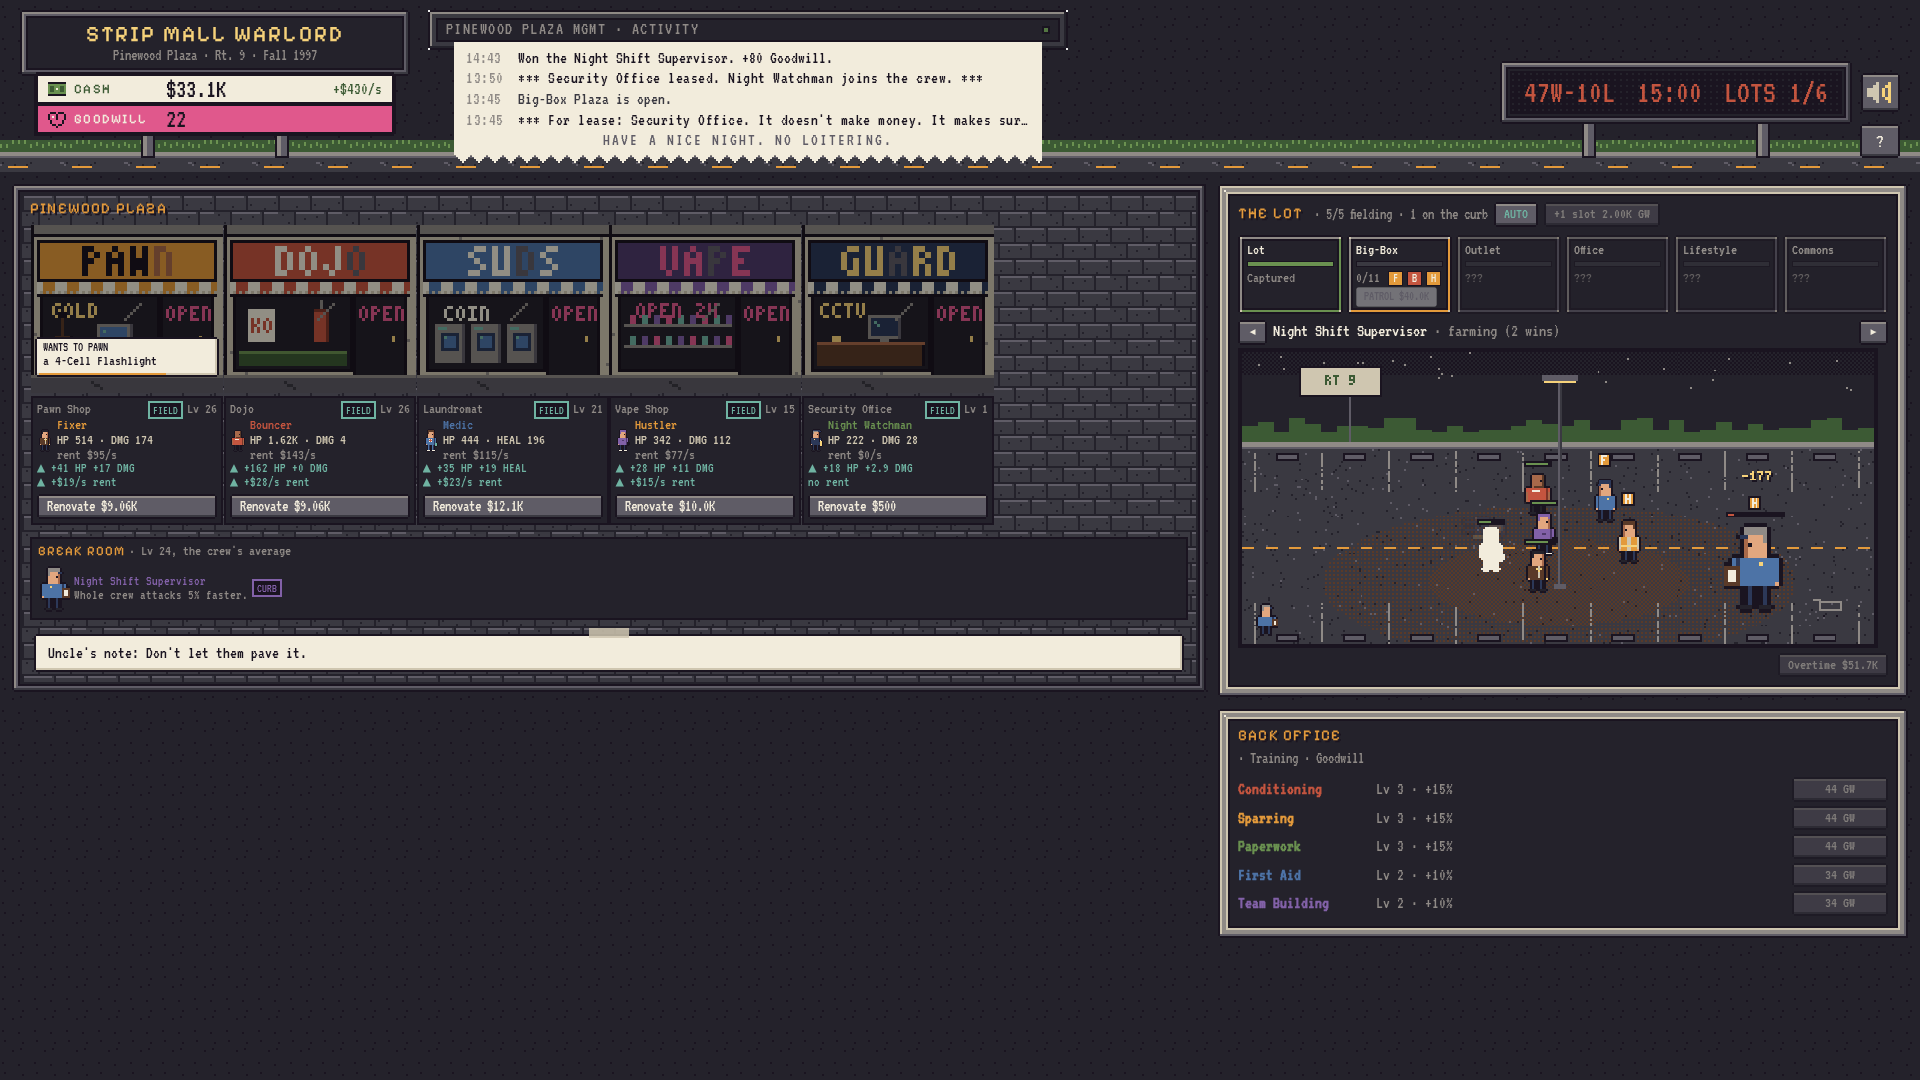 STRIP MALL WARLORD
Pinewood Plaza · Rt. 9 · Fall 1997
CASH $33.1K +$430/s
GOODWILL 22
PINEWOOD PLAZA MGMT · ACTIVITY
14:43 Won the Night Shift Supervisor. +80 Goodwill.
13:50 *** Security Office leased. Night Watchman joins the crew. ***
13:45 Big-Box Plaza is open.
13:45 *** For lease: Security Office. It doesn't make money. It makes sur…
HAVE A NICE NIGHT. NO LOITERING.
47W-10L 15:00 LOTS 1/6
?
PINEWOOD PLAZA
PAWN DOJO SUDS VAPE GUARD
GOLD OPEN KO OPEN COIN OPEN OPEN 24 OPEN CCTV OPEN
WANTS TO PAWN
a 4-Cell Flashlight
Pawn Shop FIELD Lv 26
Fixer
HP 514 · DMG 174
rent $95/s
▲ +41 HP +17 DMG
▲ +$19/s rent
Renovate $9.06K
Dojo FIELD Lv 26
Bouncer
HP 1.62K · DMG 4
rent $143/s
▲ +162 HP +0 DMG
▲ +$28/s rent
Renovate $9.06K
Laundromat FIELD Lv 21
Medic
HP 444 · HEAL 196
rent $115/s
▲ +35 HP +19 HEAL
▲ +$23/s rent
Renovate $12.1K
Vape Shop FIELD Lv 15
Hustler
HP 342 · DMG 112
rent $77/s
▲ +28 HP +11 DMG
▲ +$15/s rent
Renovate $10.0K
Security Office FIELD Lv 1
Night Watchman
HP 222 · DMG 28
rent $0/s
▲ +18 HP +2.9 DMG
no rent
Renovate $500
BREAK ROOM · Lv 24, the crew's average
Night Shift Supervisor
Whole crew attacks 5% faster.
CURB
Uncle's note: Don't let them pave it.
THE LOT · 5/5 fielding · 1 on the curb AUTO +1 slot 2.00K GW
Lot
Captured
Big-Box
0/11 F B H
PATROL $40.0K
Outlet
???
Office
???
Lifestyle
???
Commons
???
◄ Night Shift Supervisor · farming (2 wins) ►
RT 9
F
H
-177
H
Overtime $51.7K
BACK OFFICE
· Training · Goodwill
Conditioning Lv 3 · +15% 44 GW
Sparring Lv 3 · +15% 44 GW
Paperwork Lv 3 · +15% 44 GW
First Aid Lv 2 · +10% 34 GW
Team Building Lv 2 · +10% 34 GW